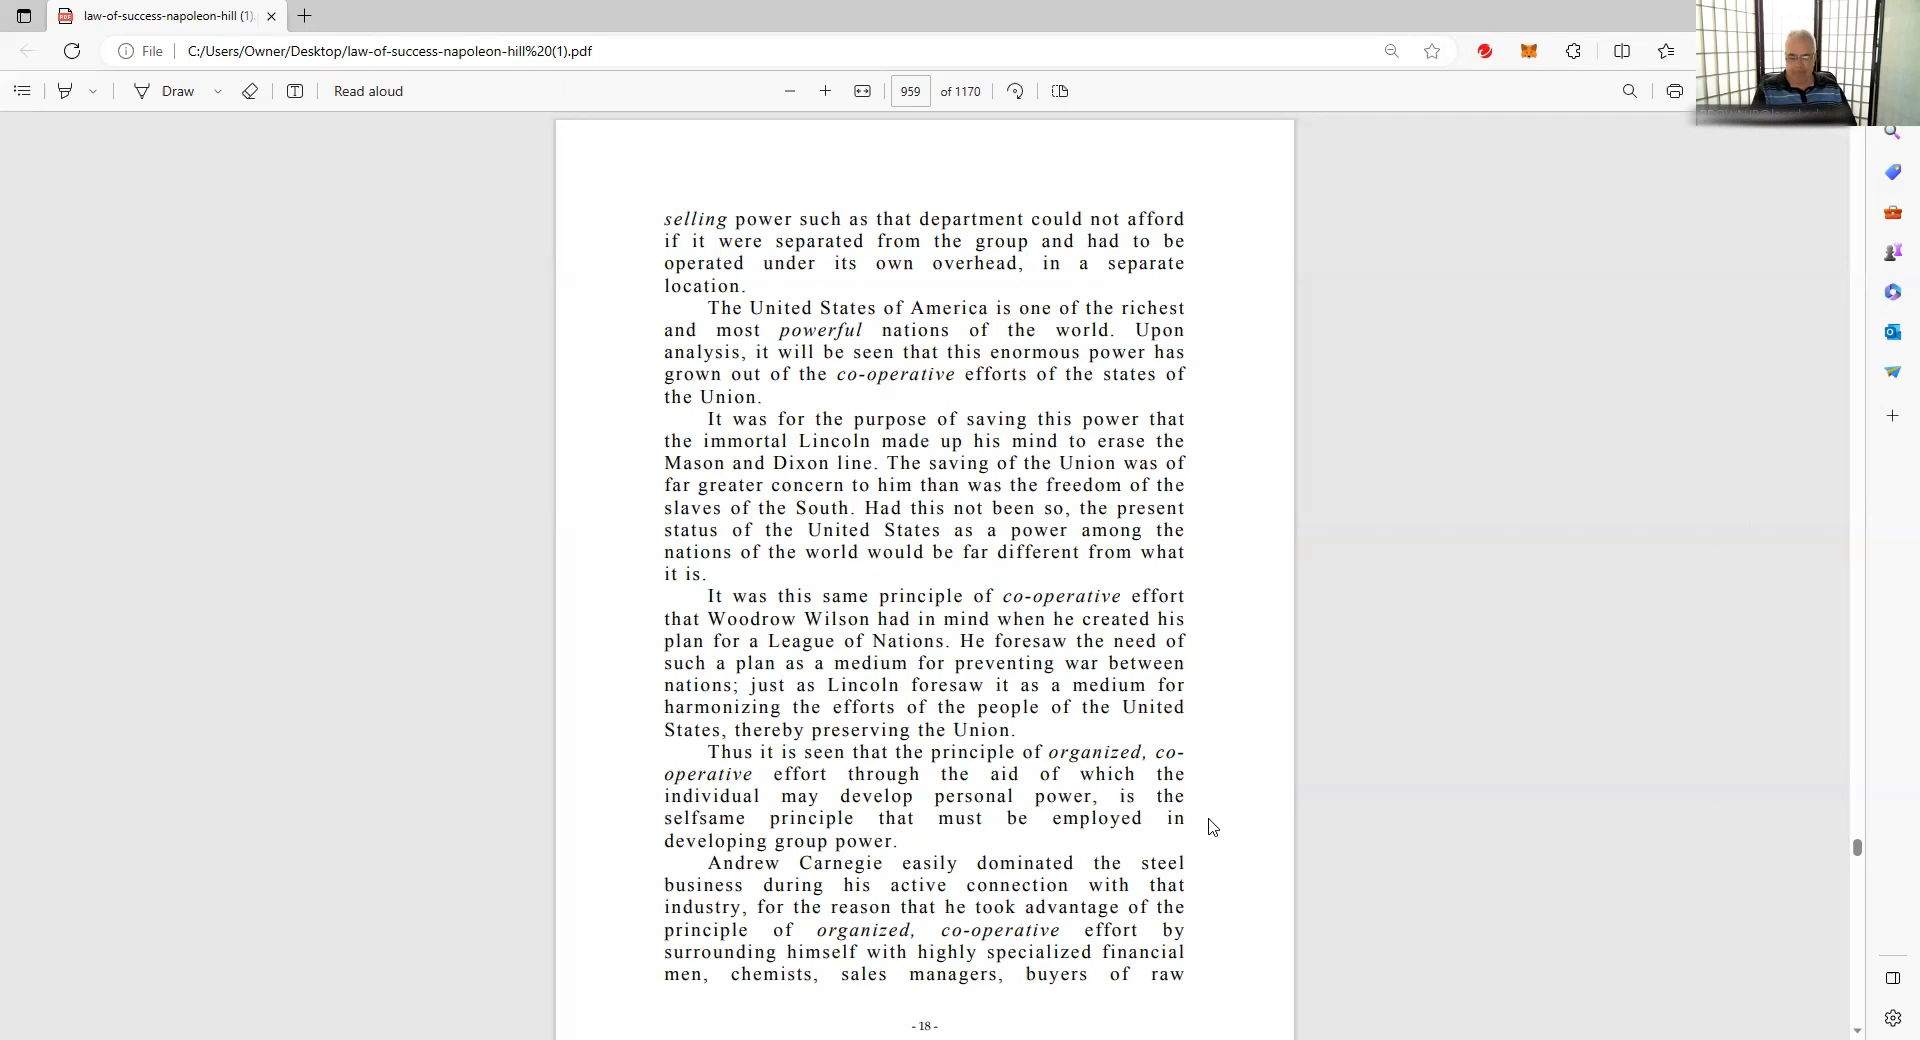 law-of-success-napoleon-hill (1).
File
C:/Users/Owner/Desktop/law-of-success-napoleon-hill%20(1).pdf
Draw
Read aloud
959 of 1170
selling power such as that department could not afford
if it were separated from the group and had to be
operated under its own overhead, in a separate
location.
The United States of America is one of the richest
and most powerful nations of the world. Upon
analysis, it will be seen that this enormous power has
grown out of the co-operative efforts of the states of
the Union.
It was for the purpose of saving this power that
the immortal Lincoln made up his mind to erase the
Mason and Dixon line. The saving of the Union was of
far greater concern to him than was the freedom of the
slaves of the South. Had this not been so, the present
status of the United States as a power among the
nations of the world would be far different from what
it is.
It was this same principle of co-operative effort
that Woodrow Wilson had in mind when he created his
plan for a League of Nations. He foresaw the need of
such a plan as a medium for preventing war between
nations; just as Lincoln foresaw it as a medium for
harmonizing the efforts of the people of the United
States, thereby preserving the Union.
Thus it is seen that the principle of organized, co-
operative effort through the aid of which the
individual may develop personal power, is the
selfsame principle that must be employed in
developing group power.
Andrew Carnegie easily dominated the steel
business during his active connection with that
industry, for the reason that he took advantage of the
principle of organized, co-operative effort by
surrounding himself with highly specialized financial
men, chemists, sales managers, buyers of raw
- 18 -